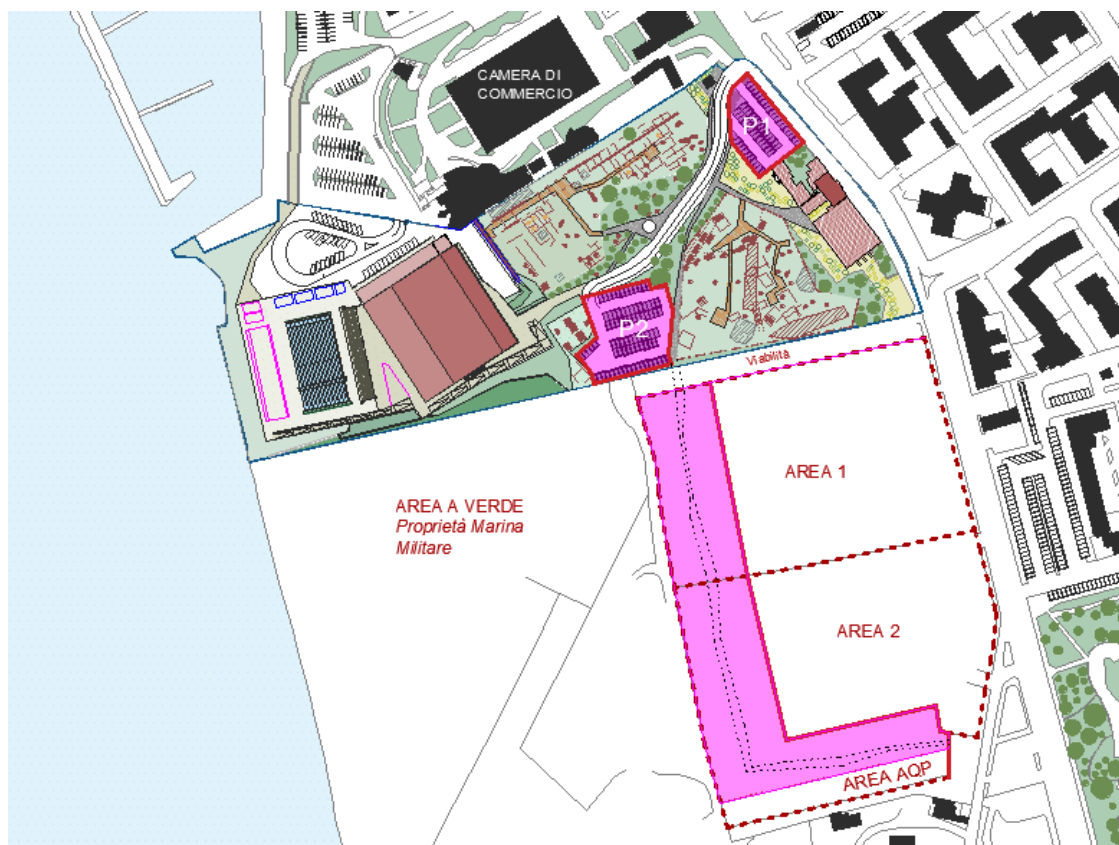 CAMERA DI
COMMERCIO
P1
P2
Viabilità
AREA 1
AREA A VERDE
Proprietà Marina
Militare
AREA 2
AREA AQP